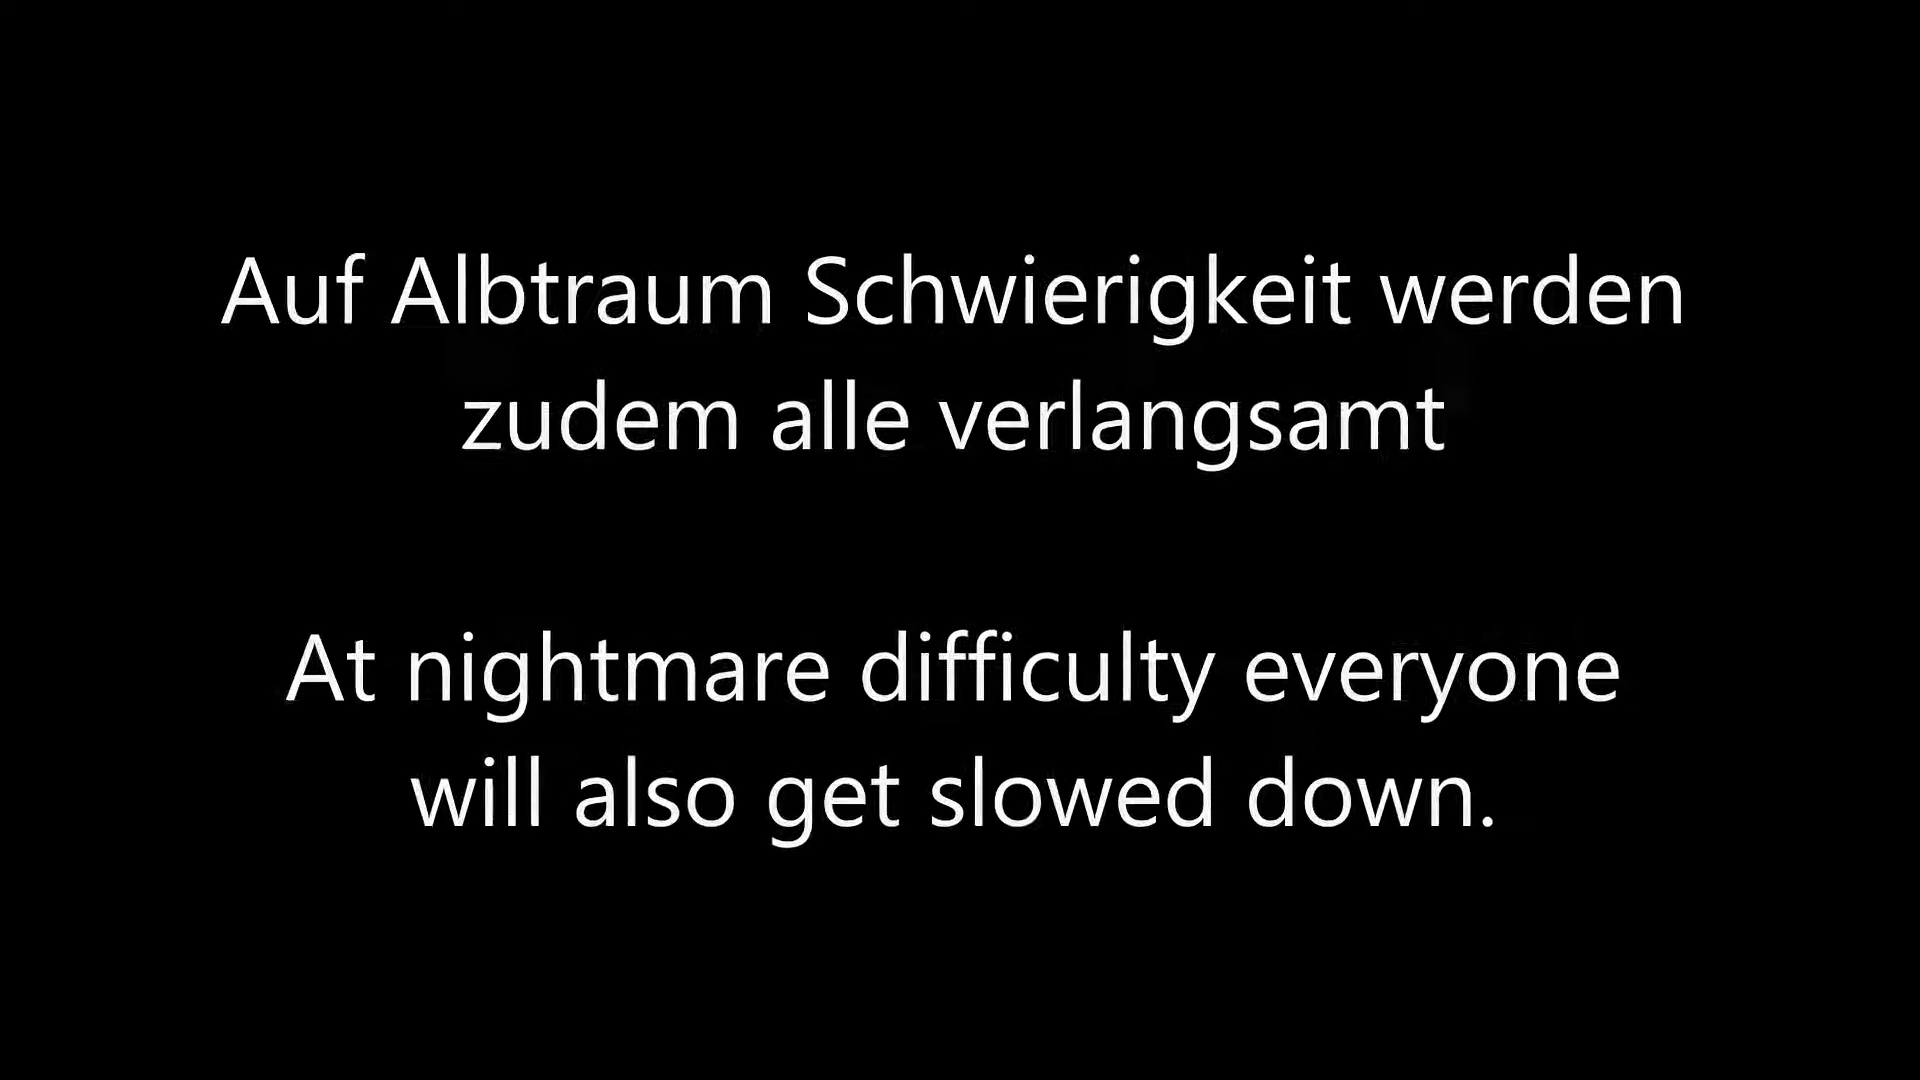 Auf Albtraum Schwierigkeit werden
zudem alle verlangsamt
At nightmare difficulty everyone
will also get slowed down.